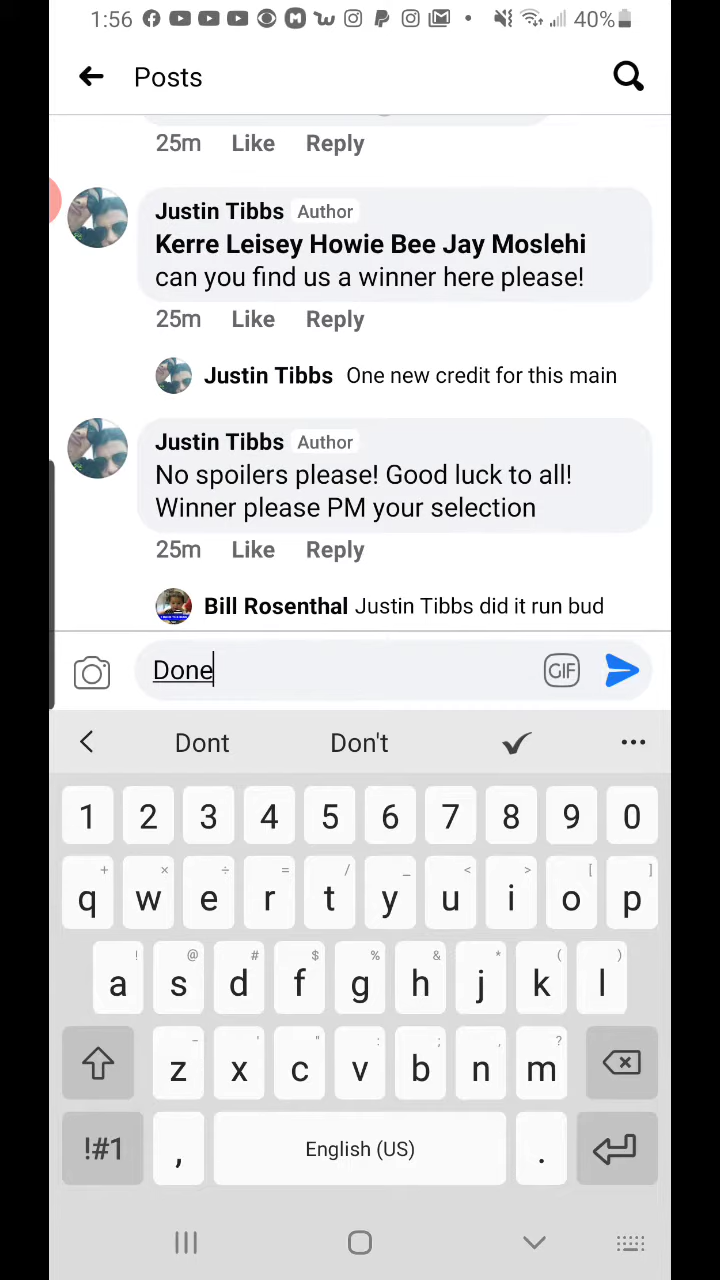 1:56 40%
Posts
25m Like Reply
Justin Tibbs Author
Kerre Leisey Howie Bee Jay Moslehi
can you find us a winner here please!
25m Like Reply
Justin Tibbs One new credit for this main
Justin Tibbs Author
No spoilers please! Good luck to all!
Winner please PM your selection
25m Like Reply
Bill Rosenthal Justin Tibbs did it run bud
Done GIF
Dont Don't
1 2 3 4 5 6 7 8 9 0
+ × ÷ = / _ < > [ ]
q w e r t y u i o p
! @ # $ % & * ( )
a s d f g h j k l
- ' " : ; , ?
z x c v b n m
!#1 , English (US) .